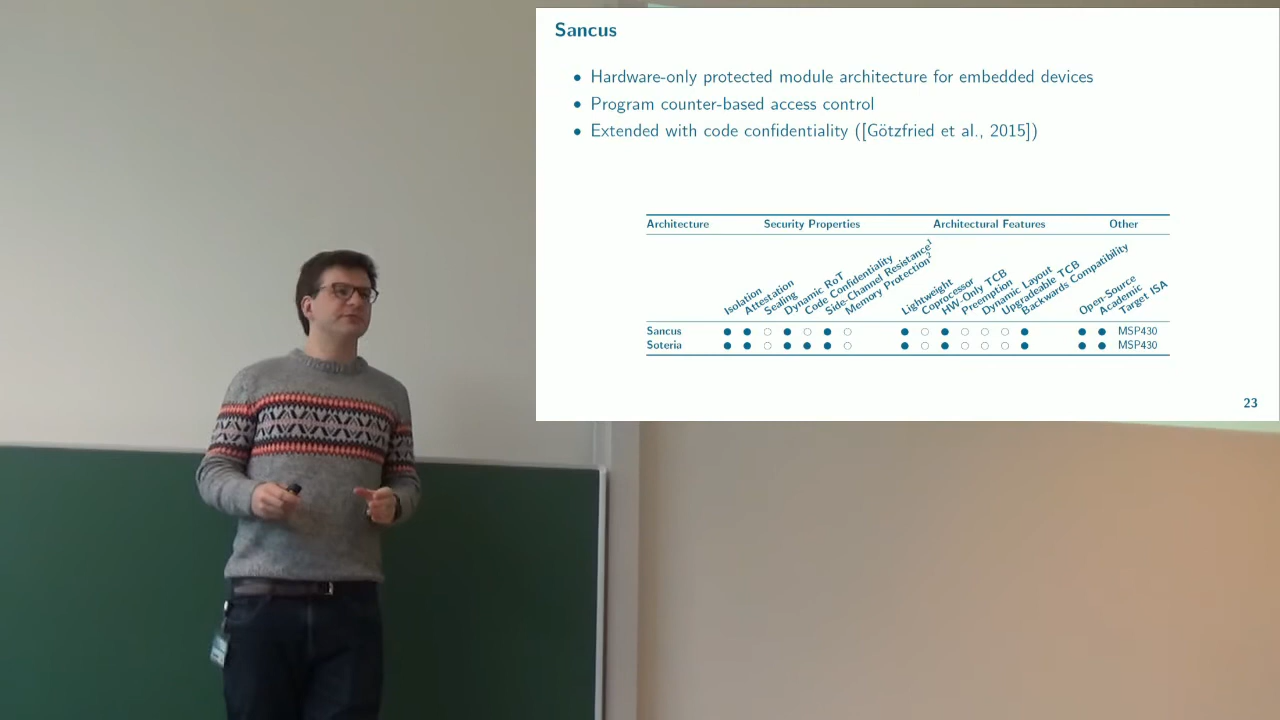 Sancus
• Hardware-only protected module architecture for embedded devices
• Program counter-based access control
• Extended with code confidentiality ([Götzfried et al., 2015])
Architecture Security Properties Architectural Features Other
Isolation Attestation Sealing Dynamic RoT Code Confidentiality Side-Channel Resistance¹ Memory Protection² Lightweight Coprocessor HW-Only TCB Preemption Dynamic Layout Upgradeable TCB Backwards Compatibility Open-Source Academic Target ISA
Sancus ● ● ○ ● ○ ● ○ ● ○ ● ○ ○ ○ ● ● ● MSP430
Soteria ● ● ○ ● ● ● ○ ● ○ ● ○ ○ ○ ● ● ● MSP430
23